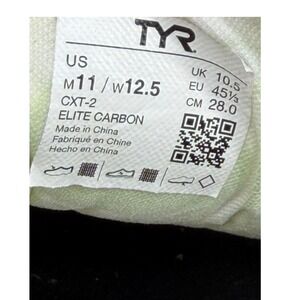 TYR
US
M11 / W12.5
UK 10.5
EU 45⅓
CM 28.0
CXT-2
ELITE CARBON
Made in China
Fabriqué en Chine
Hecho en China